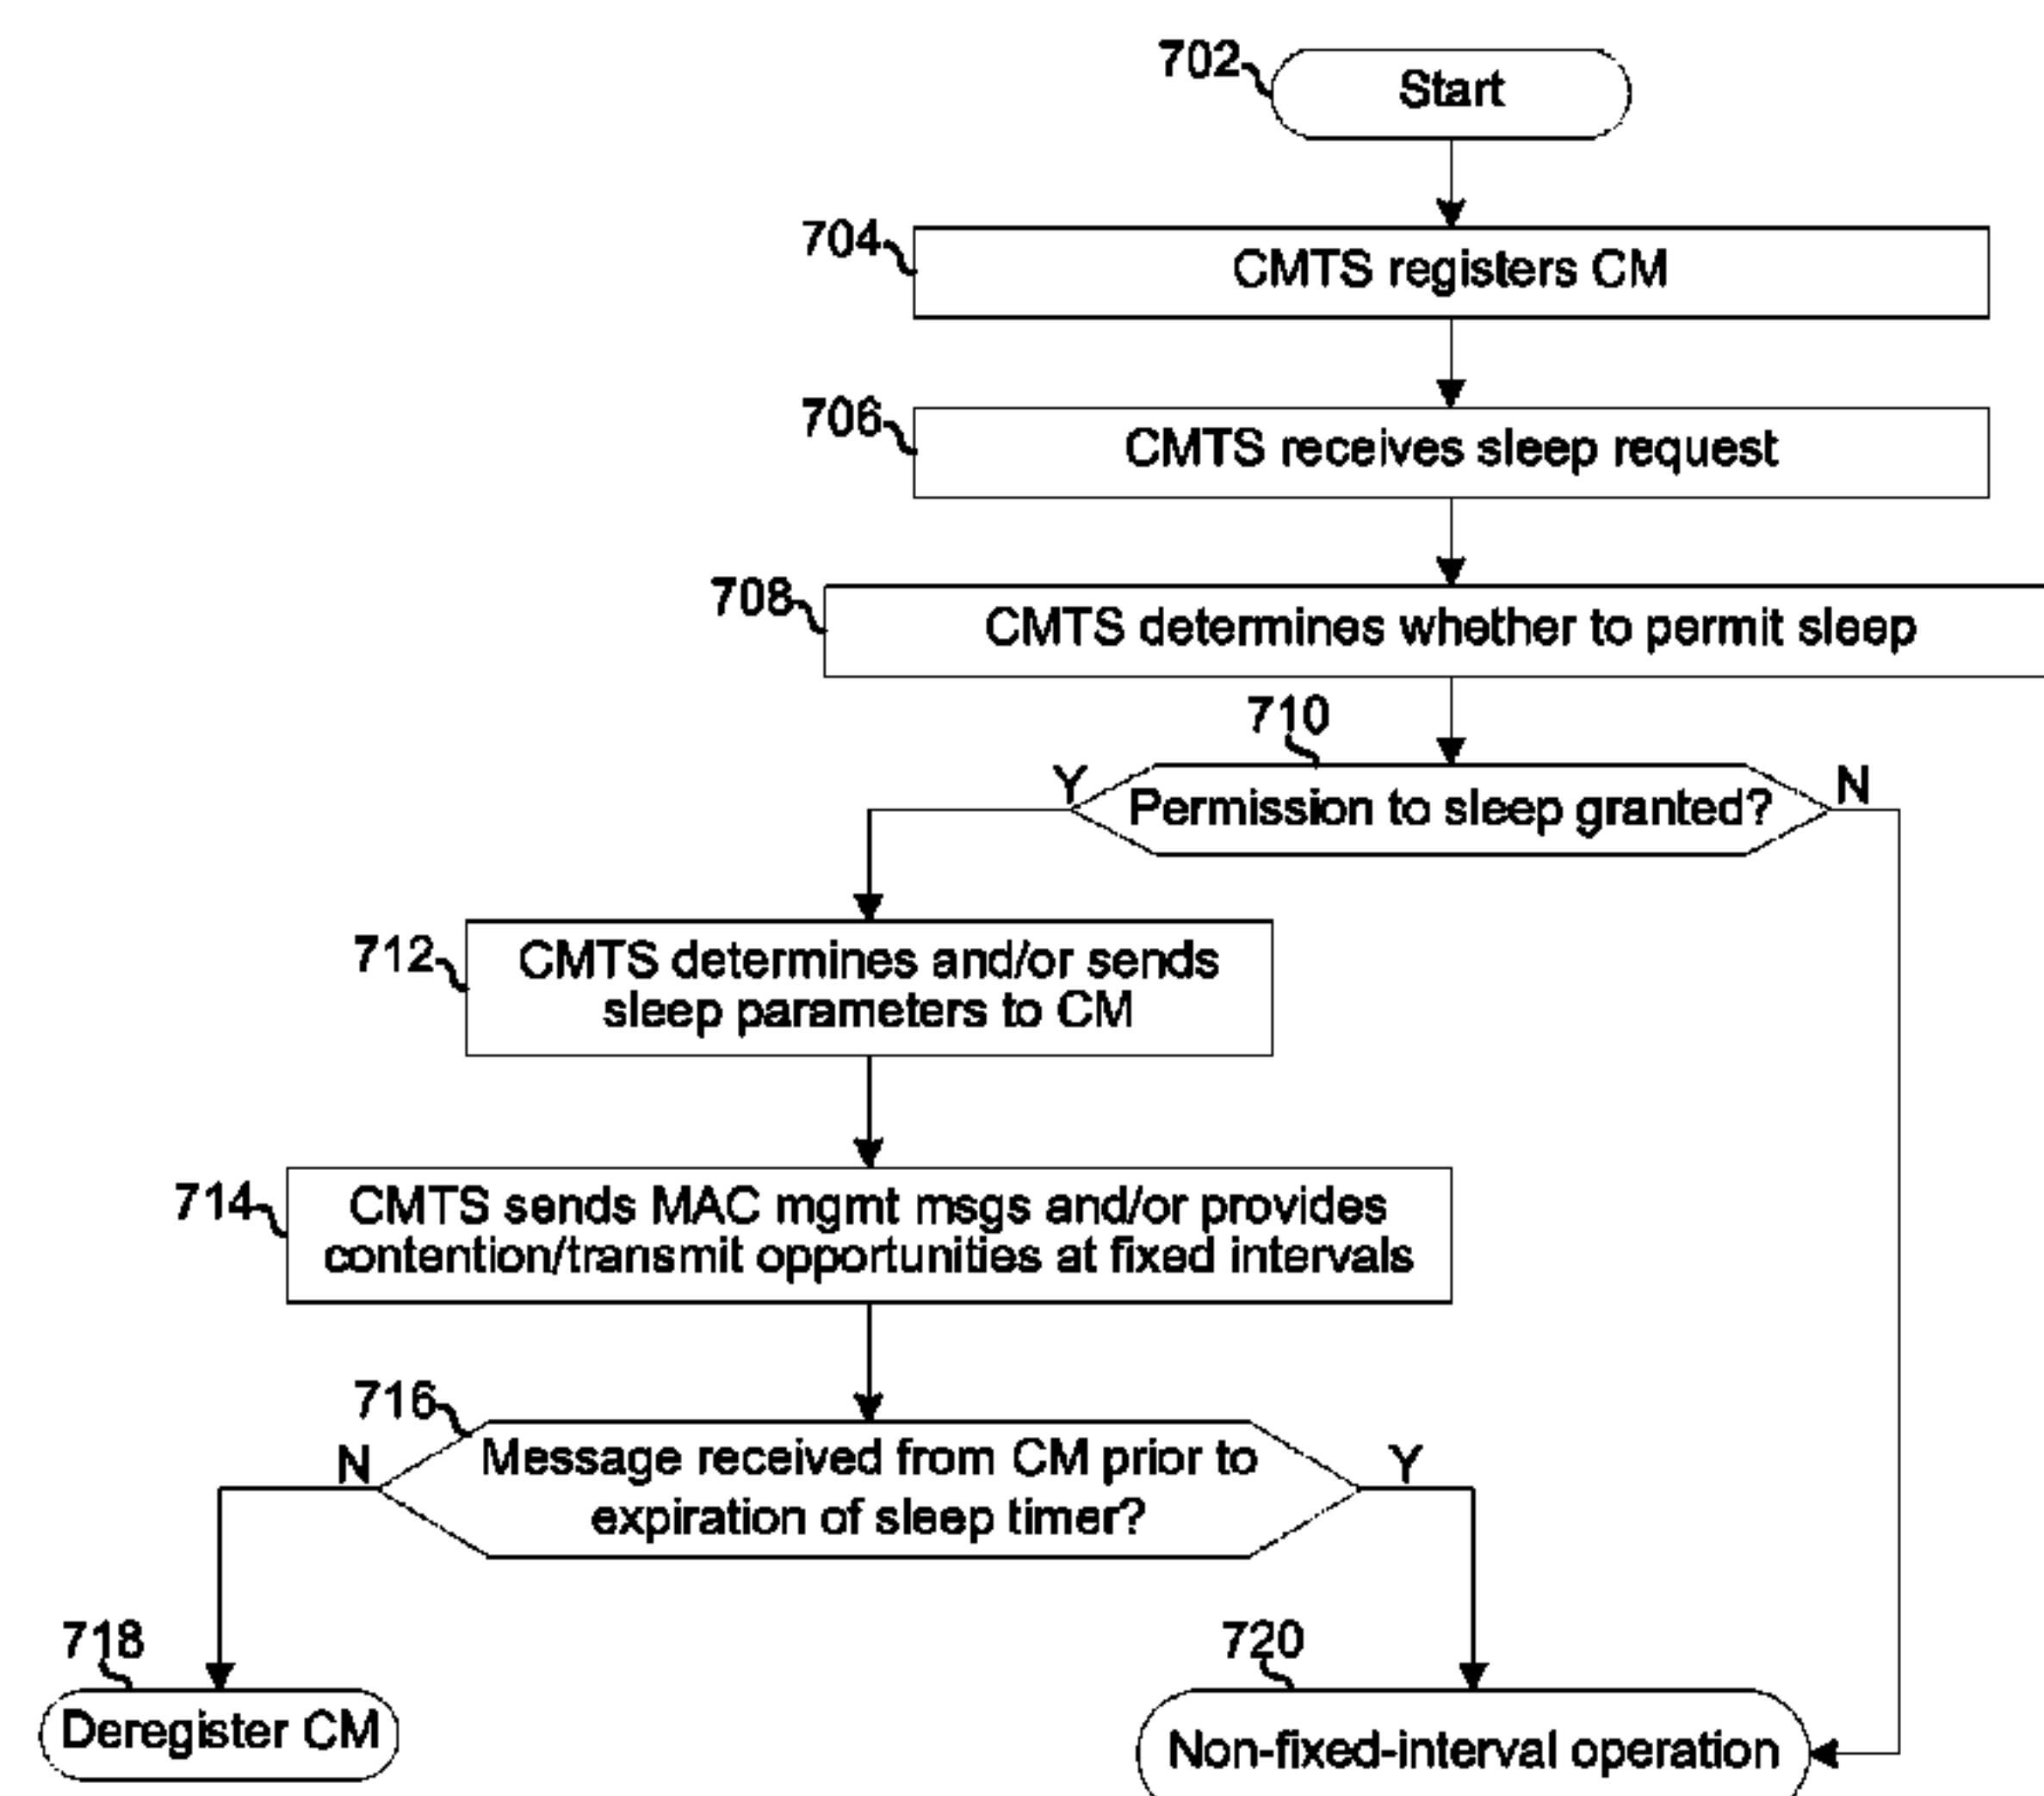 702
Start
704
CMTS registers CM
706
CMTS receives sleep request
708
CMTS determines whether to permit sleep
710
Y
N
Permission to sleep granted?
712
CMTS determines and/or sends
sleep parameters to CM
714
CMTS sends MAC mgmt msgs and/or provides
contention/transmit opportunities at fixed intervals
716
N
Y
Message received from CM prior to
expiration of sleep timer?
718
Deregister CM
720
Non-fixed-interval operation